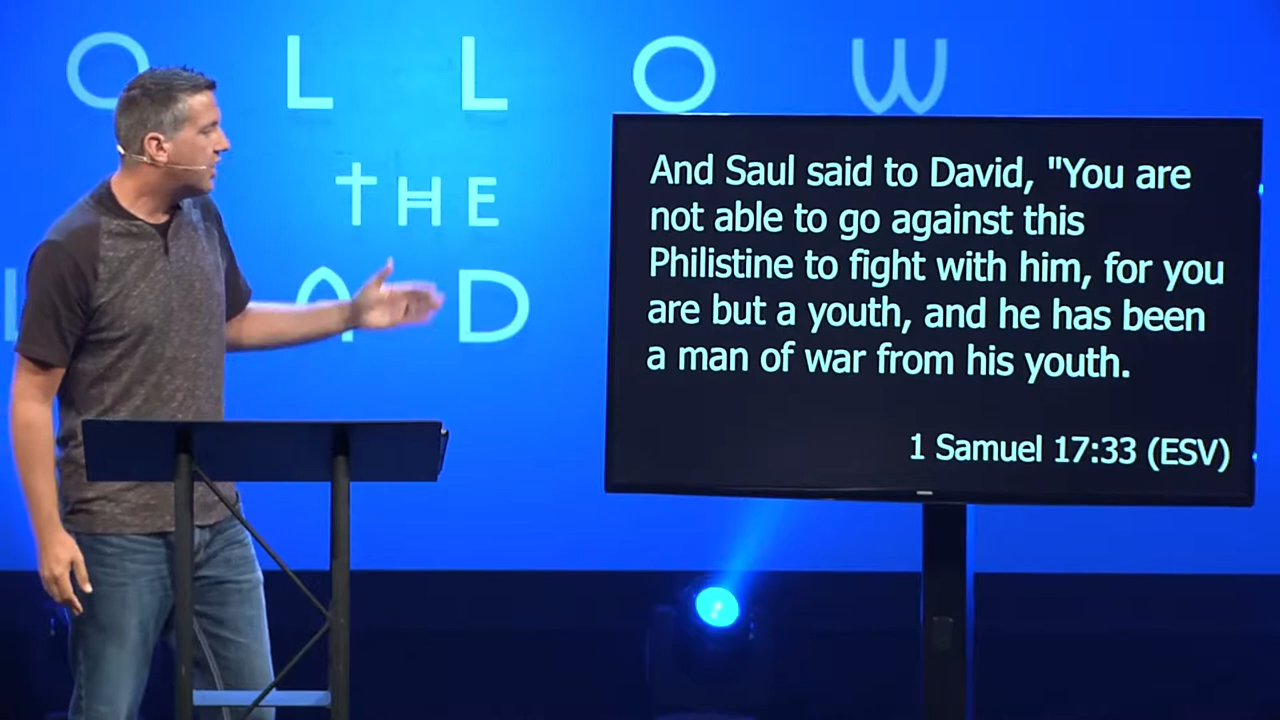 OLLOW
THE
L AD
And Saul said to David, "You are
not able to go against this
Philistine to fight with him, for you
are but a youth, and he has been
a man of war from his youth.
1 Samuel 17:33 (ESV)